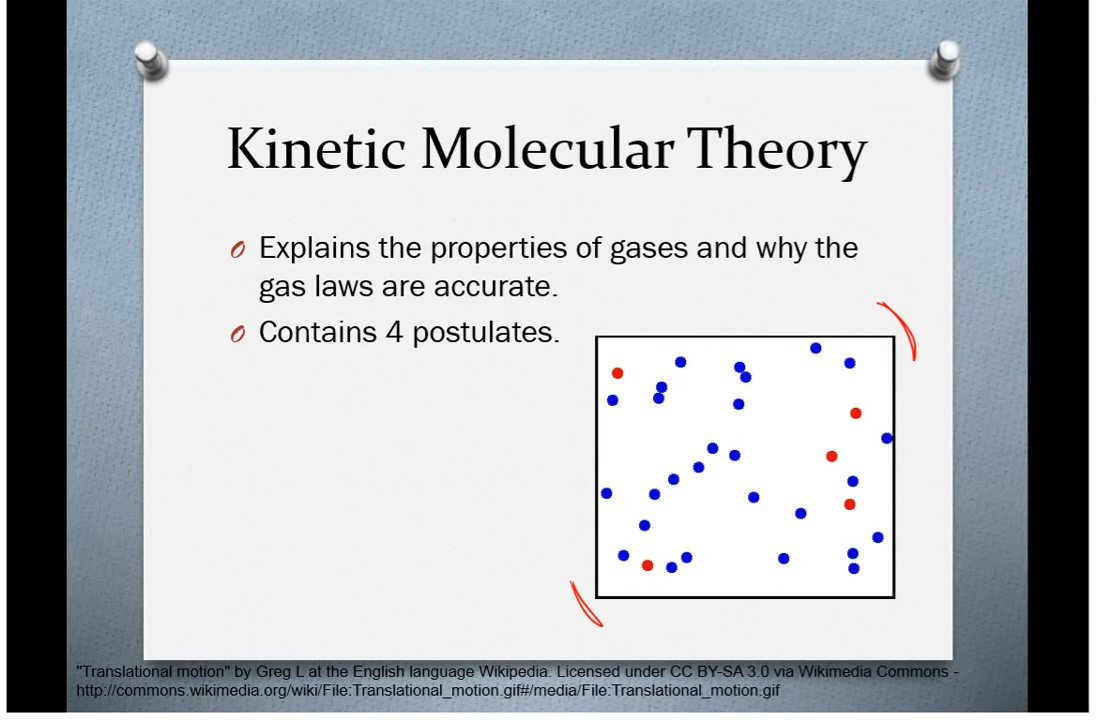 Kinetic Molecular Theory
Explains the properties of gases and why the
gas laws are accurate.
Contains 4 postulates.
"Translational motion" by Greg L at the English language Wikipedia. Licensed under CC BY-SA 3.0 via Wikimedia Commons -
http://commons.wikimedia.org/wiki/File:Translational_motion.gif#/media/File:Translational_motion.gif